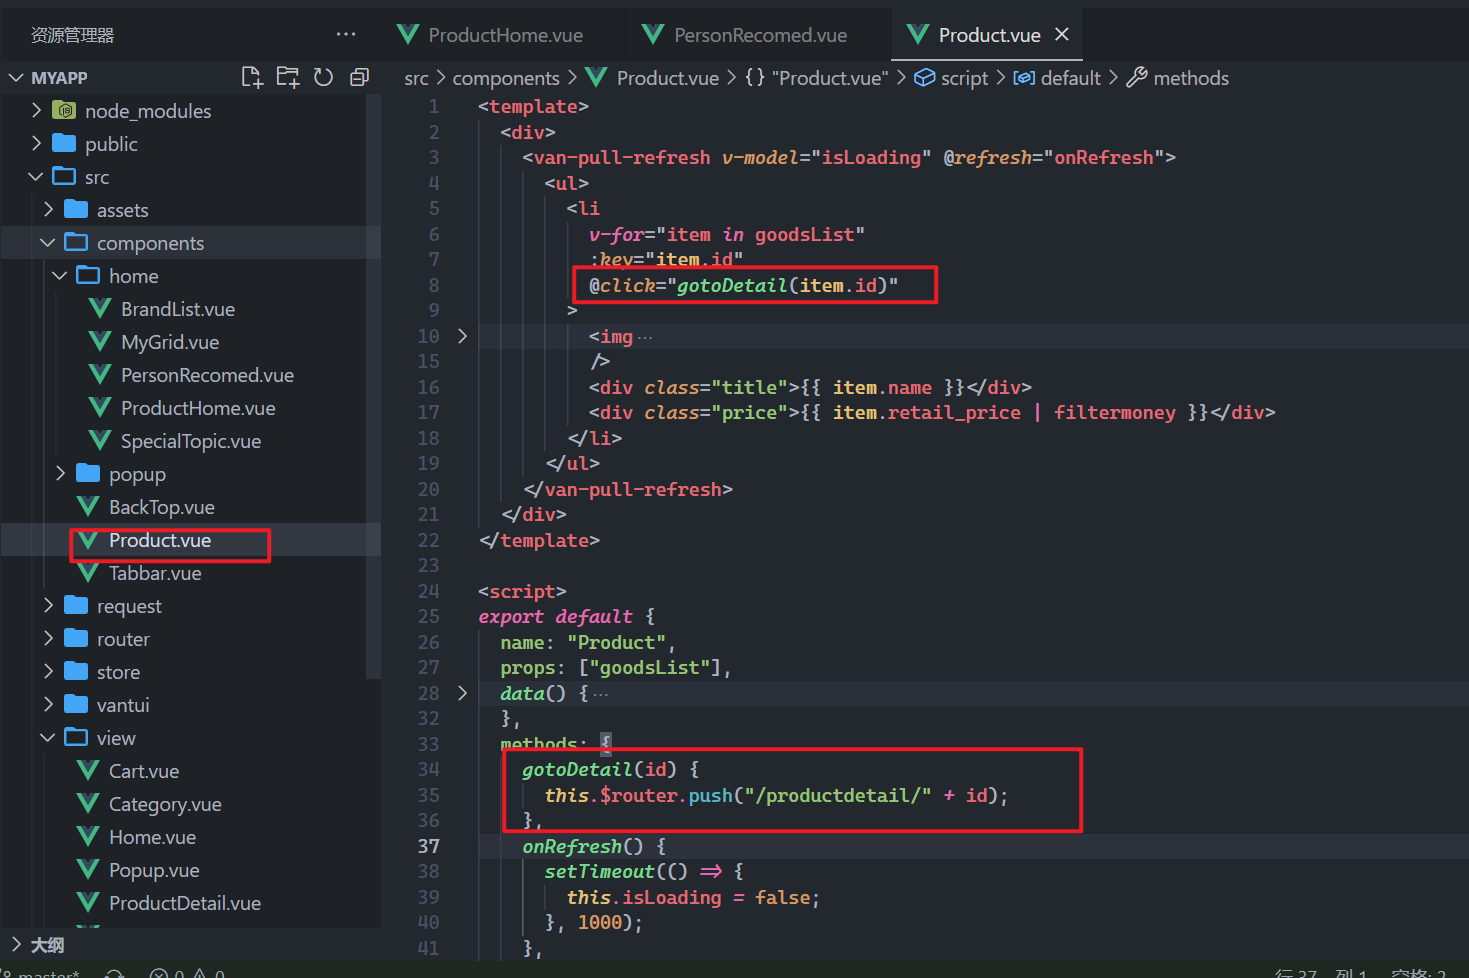 资源管理器 ···
ProductHome.vue PersonRecomed.vue Product.vue ×
MYAPP
src > components > Product.vue > {} "Product.vue" > script > default > methods
node_modules
public
src
assets
components
home
BrandList.vue
MyGrid.vue
PersonRecomed.vue
ProductHome.vue
SpecialTopic.vue
popup
BackTop.vue
Product.vue
Tabbar.vue
request
router
store
vantui
view
Cart.vue
Category.vue
Home.vue
Popup.vue
ProductDetail.vue
大纲
1 <template>
2 <div>
3 <van-pull-refresh v-model="isLoading" @refresh="onRefresh">
4 <ul>
5 <li
6 v-for="item in goodsList"
7 :key="item.id"
8 @click="gotoDetail(item.id)"
9 >
10 <img ···
15 />
16 <div class="title">{{ item.name }}</div>
17 <div class="price">{{ item.retail_price | filtermoney }}</div>
18 </li>
19 </ul>
20 </van-pull-refresh>
21 </div>
22 </template>
23
24 <script>
25 export default {
26 name: "Product",
27 props: ["goodsList"],
28 data() { ···
32 },
33 methods: {
34 gotoDetail(id) {
35 this.$router.push("/productdetail/" + id);
36 },
37 onRefresh() {
38 setTimeout(() => {
39 this.isLoading = false;
40 }, 1000);
41 },
master* 0 0 行 37, 列 1 空格: 2